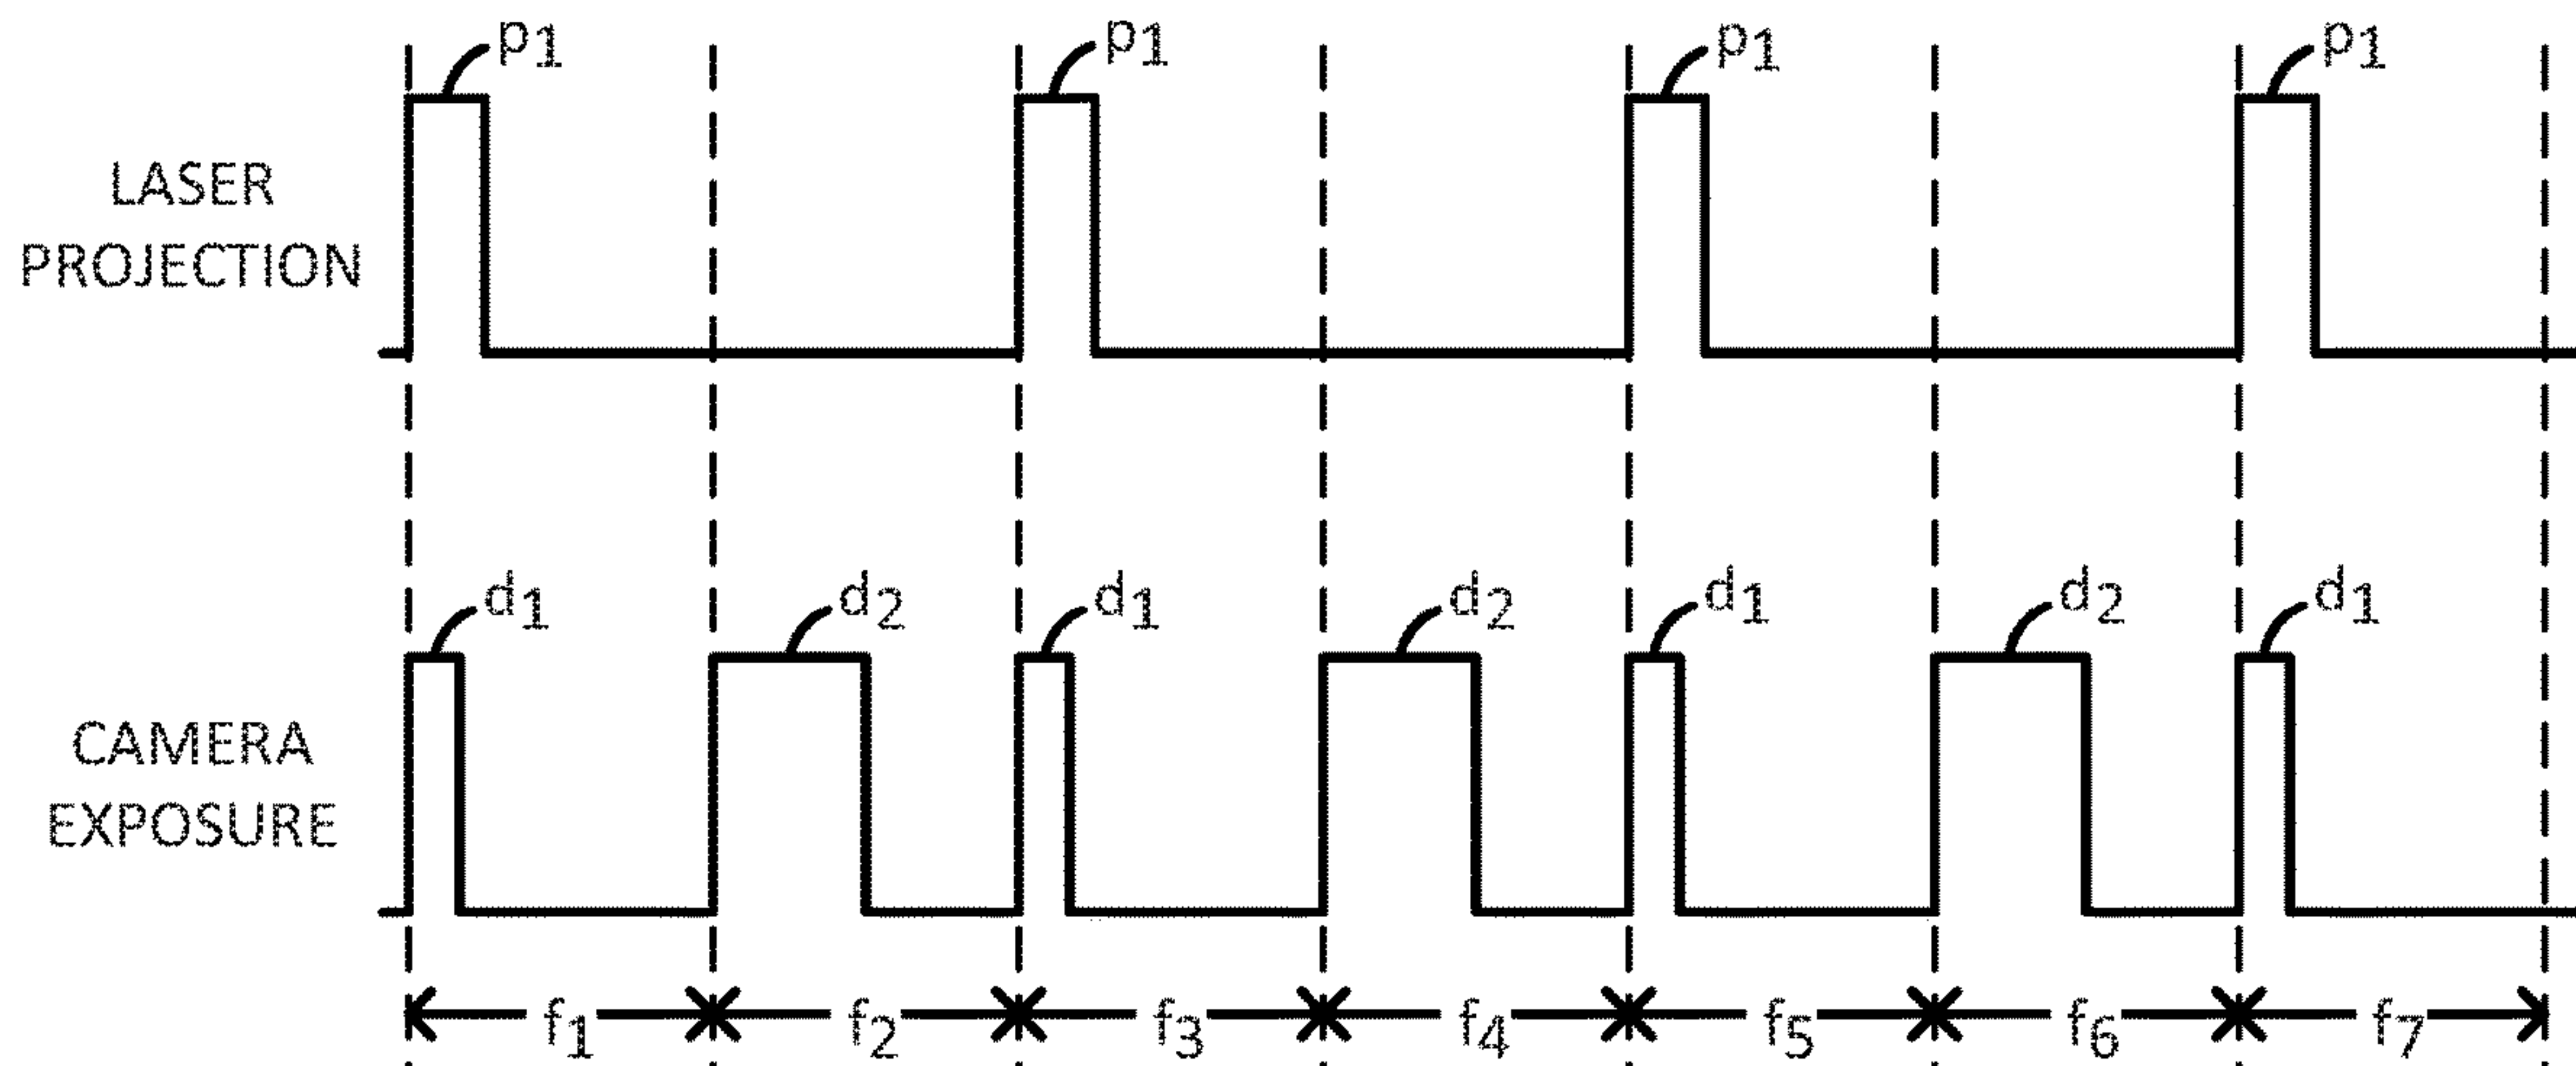 p1 p1 p1 p1
LASER
PROJECTION
d1 d2 d1 d2 d1 d2 d1
CAMERA
EXPOSURE
f1 f2 f3 f4 f5 f6 f7